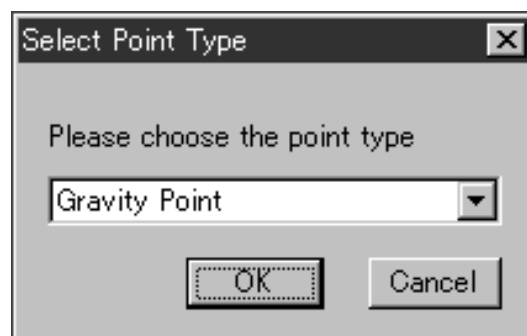 Select Point Type
Please choose the point type
Gravity Point
OK
Cancel